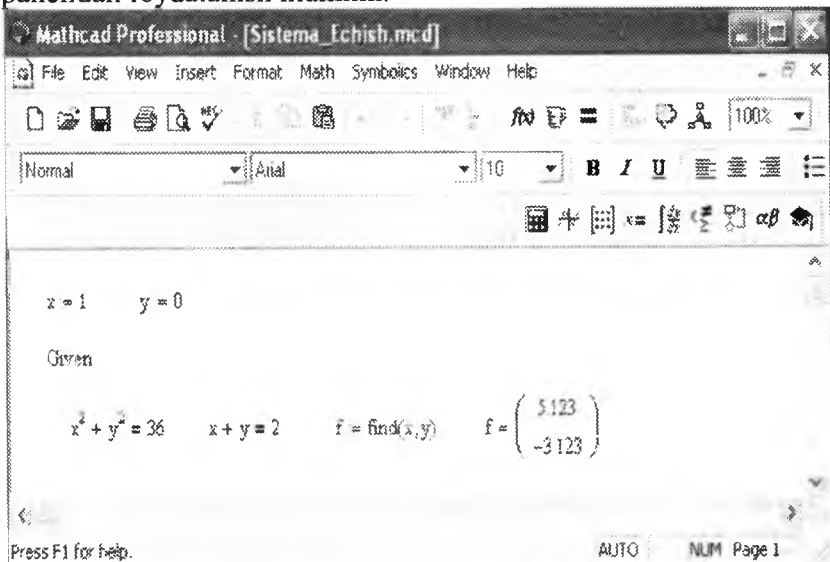 Mathcad Professional - [Sistema_Echish.mcd]
File Edit View Insert Format Math Symbolics Window Help
f(x) 100%
Normal Arial 10 B I U
x= αβ
x = 1 y = 0
Given
x² + y² = 36 x + y = 2 f = find(x,y) f = ( 5.123
-3.123 )
Press F1 for help. AUTO NUM Page 1